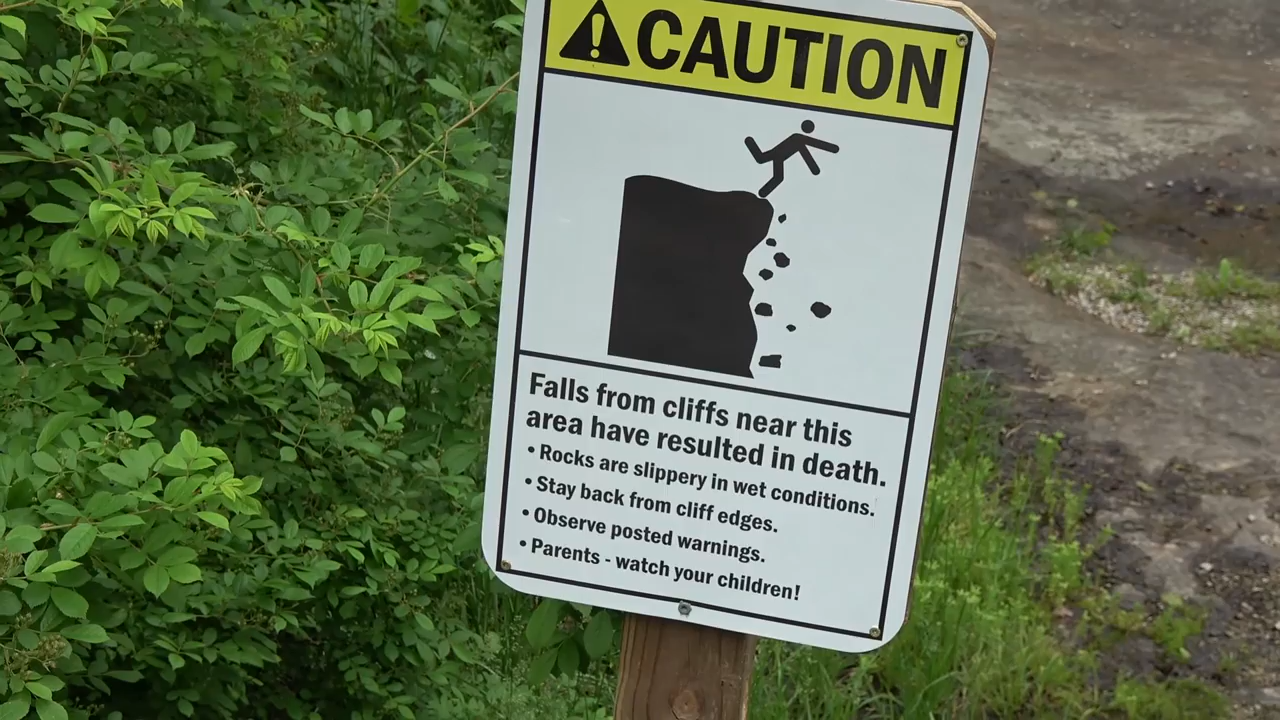 CAUTION
Falls from cliffs near this
area have resulted in death.
• Rocks are slippery in wet conditions.
• Stay back from cliff edges.
• Observe posted warnings.
• Parents - watch your children!